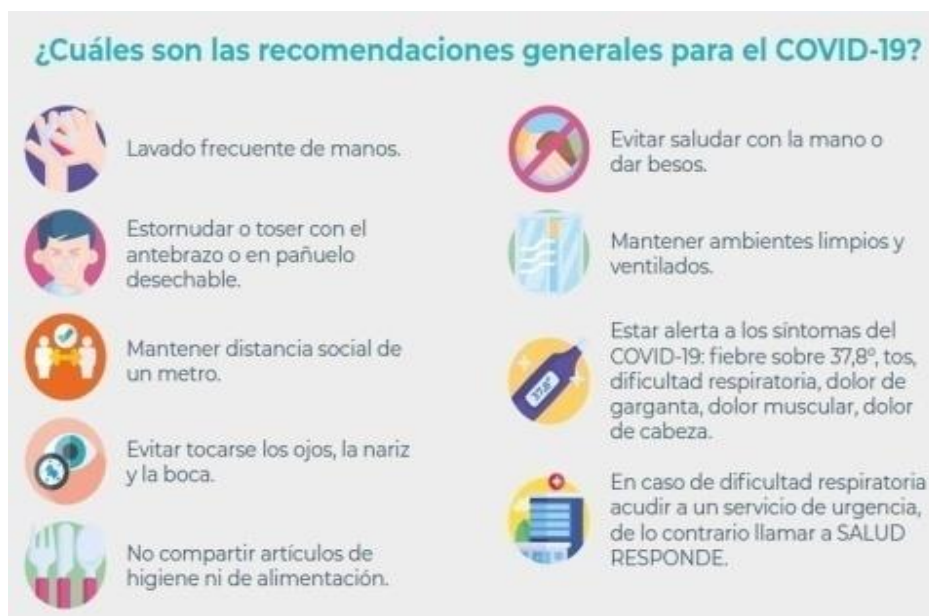 ¿Cuáles son las recomendaciones generales para el COVID-19?
Lavado frecuente de manos.
Estornudar o toser con el
antebrazo o en pañuelo
desechable.
Mantener distancia social de
un metro.
Evitar tocarse los ojos, la nariz
y la boca.
No compartir artículos de
higiene ni de alimentación.
Evitar saludar con la mano o
dar besos.
Mantener ambientes limpios y
ventilados.
Estar alerta a los síntomas del
COVID-19: fiebre sobre 37,8°, tos,
dificultad respiratoria, dolor de
garganta, dolor muscular, dolor
de cabeza.
37,8°
En caso de dificultad respiratoria
acudir a un servicio de urgencia,
de lo contrario llamar a SALUD
RESPONDE.